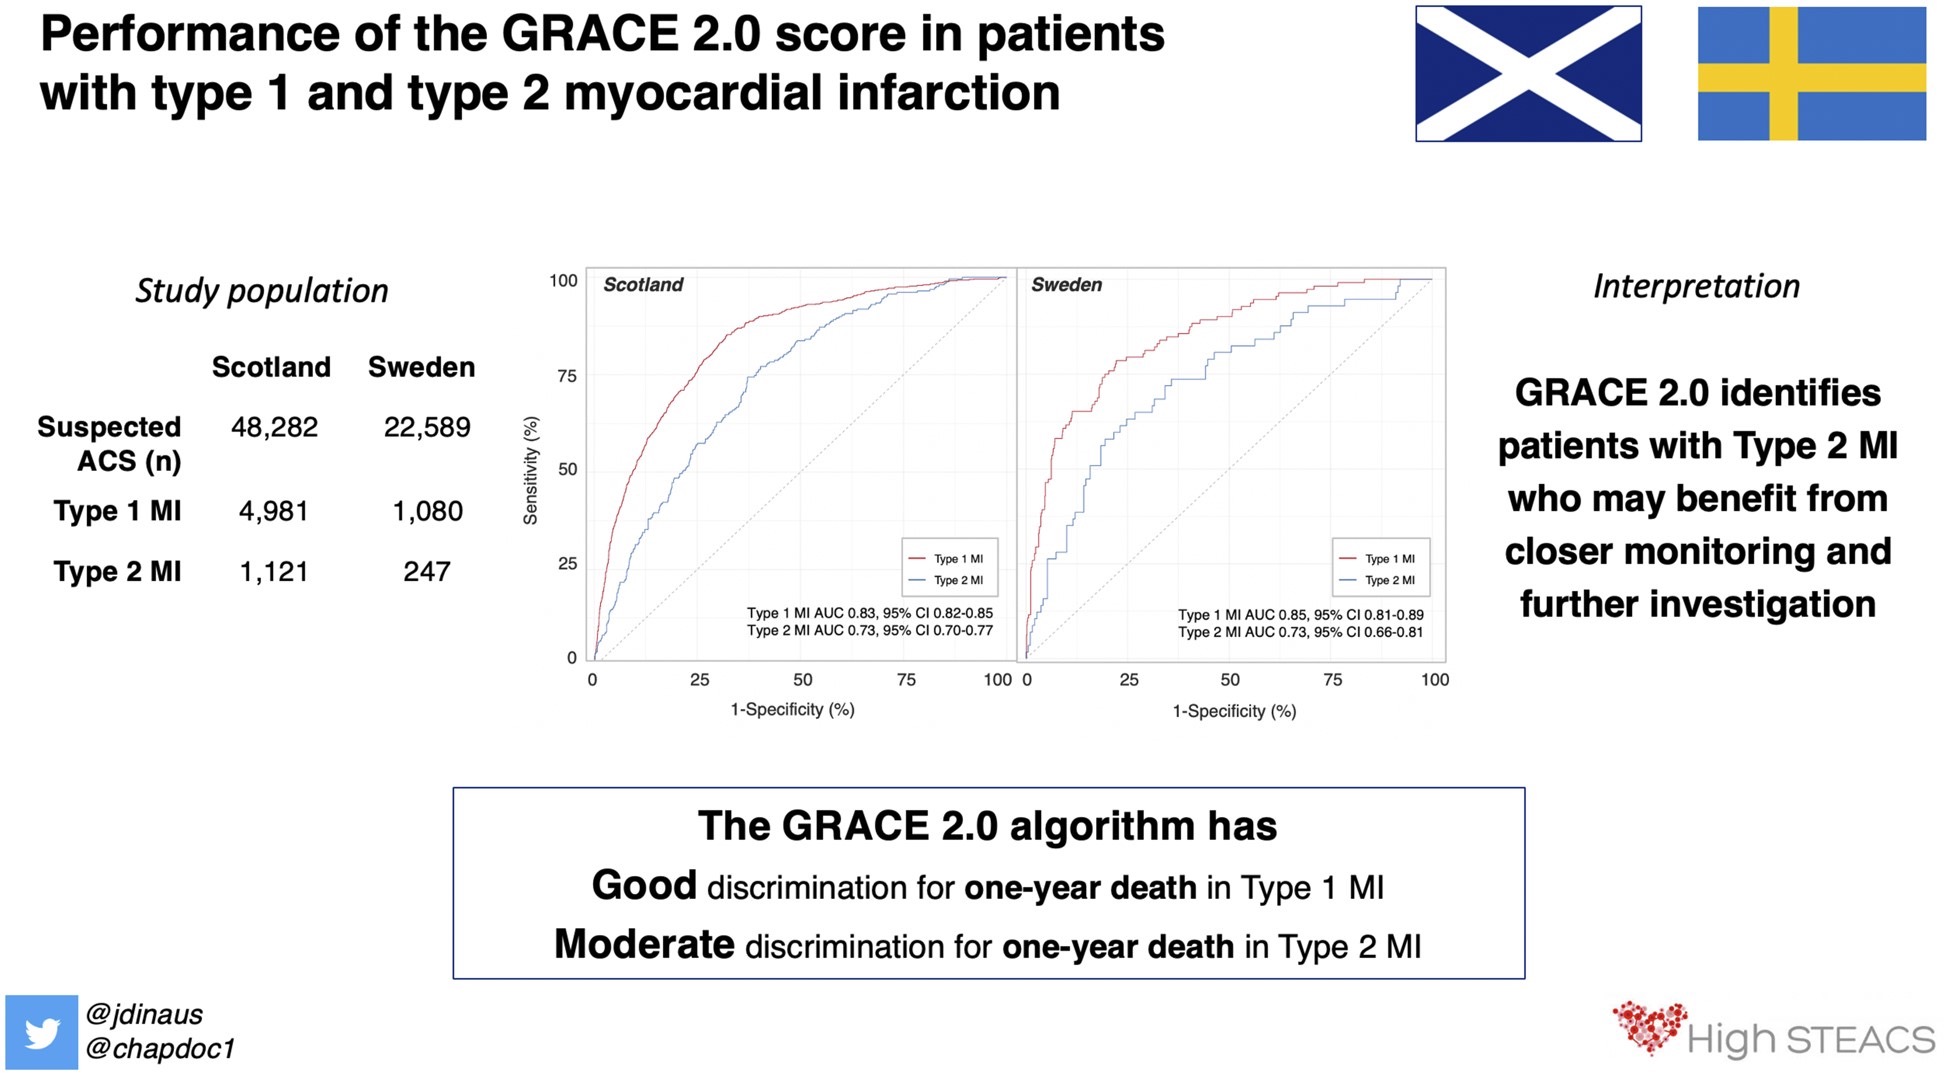 Performance of the GRACE 2.0 score in patients
with type 1 and type 2 myocardial infarction
Study population
Scotland Sweden
Suspected
ACS (n) 48,282 22,589
Type 1 MI 4,981 1,080
Type 2 MI 1,121 247
Sensitivity (%)
100
75
50
25
0
Scotland
Type 1 MI
Type 2 MI
Type 1 MI AUC 0.83, 95% CI 0.82-0.85
Type 2 MI AUC 0.73, 95% CI 0.70-0.77
0 25 50 75 100
1-Specificity (%)
Sweden
Type 1 MI
Type 2 MI
Type 1 MI AUC 0.85, 95% CI 0.81-0.89
Type 2 MI AUC 0.73, 95% CI 0.66-0.81
0 25 50 75 100
1-Specificity (%)
Interpretation
GRACE 2.0 identifies
patients with Type 2 MI
who may benefit from
closer monitoring and
further investigation
The GRACE 2.0 algorithm has
Good discrimination for one-year death in Type 1 MI
Moderate discrimination for one-year death in Type 2 MI
@jdinaus
@chapdoc1
High STEACS